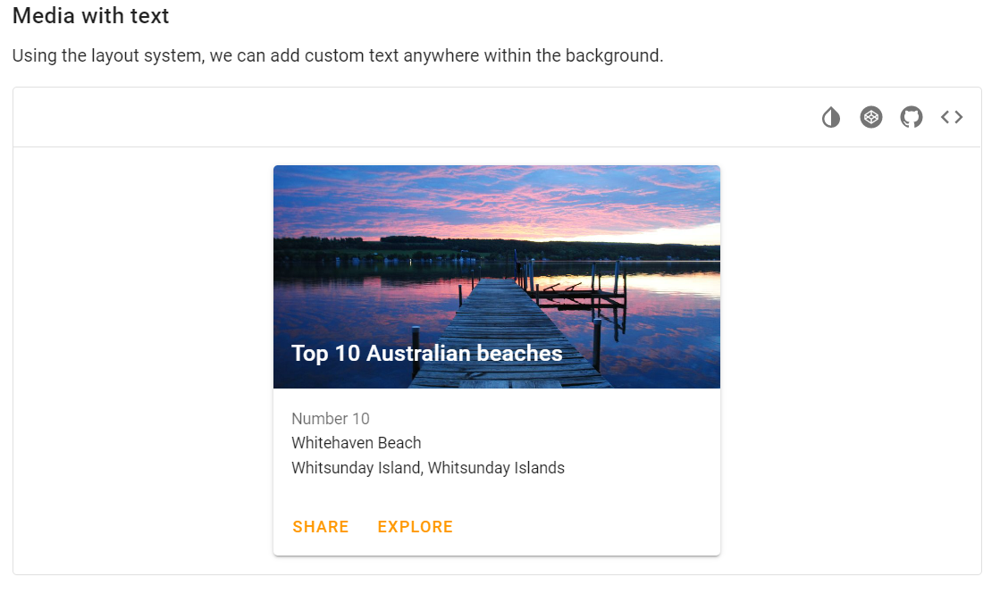 Media with text
Using the layout system, we can add custom text anywhere within the background.
Top 10 Australian beaches
Number 10
Whitehaven Beach
Whitsunday Island, Whitsunday Islands
SHARE EXPLORE